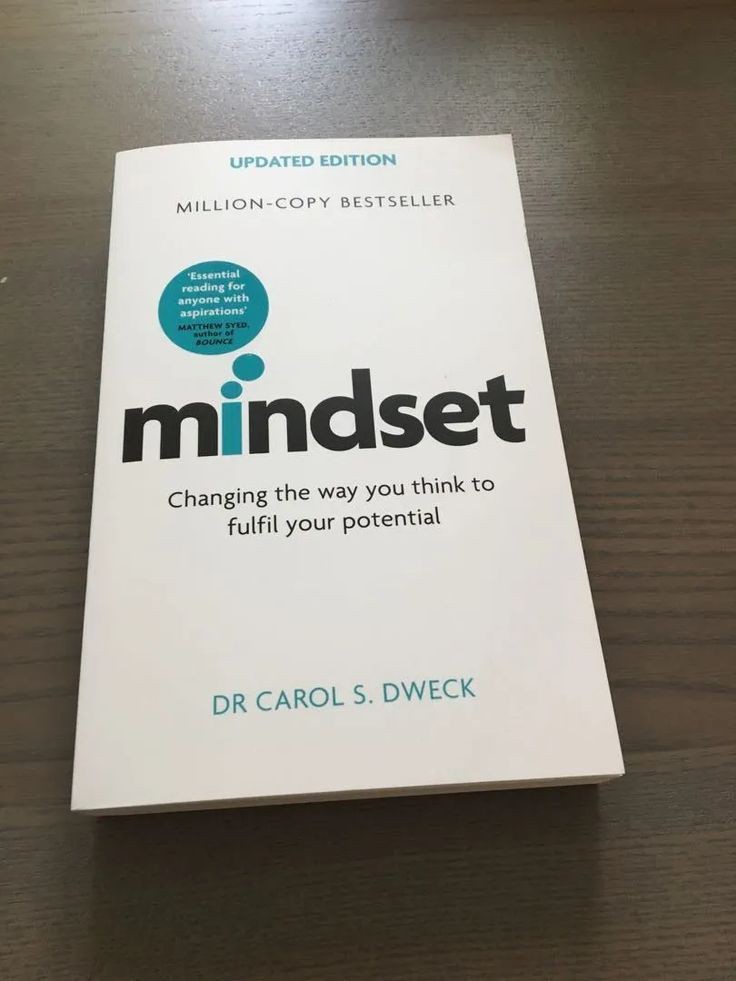 UPDATED EDITION
MILLION-COPY BESTSELLER
‘Essential
reading for
anyone with
aspirations’
MATTHEW SYED,
author of
BOUNCE
mindset
Changing the way you think to
fulfil your potential
DR CAROL S. DWECK